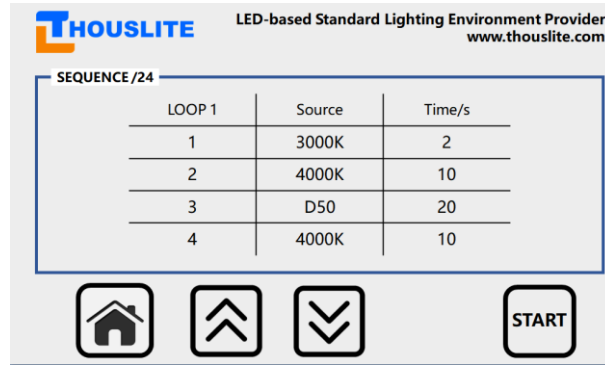 THOUSLITE
LED-based Standard Lighting Environment Provider
www.thouslite.com
SEQUENCE/24
LOOP 1 Source Time/s
1 3000K 2
2 4000K 10
3 D50 20
4 4000K 10
START